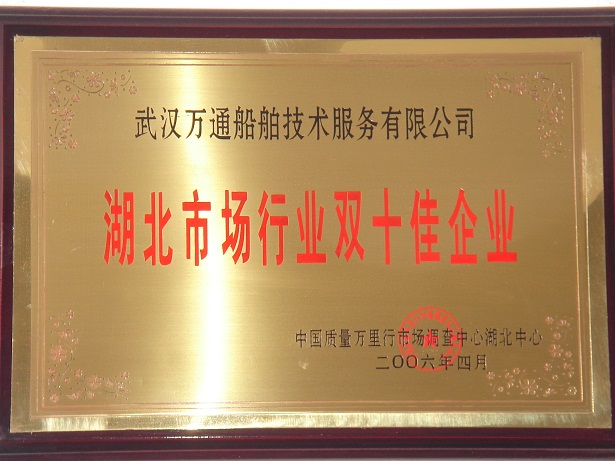 武汉万通船舶技术服务有限公司
湖北市场行业双十佳企业
中国质量万里行市场调查中心湖北中心
二〇〇六年四月